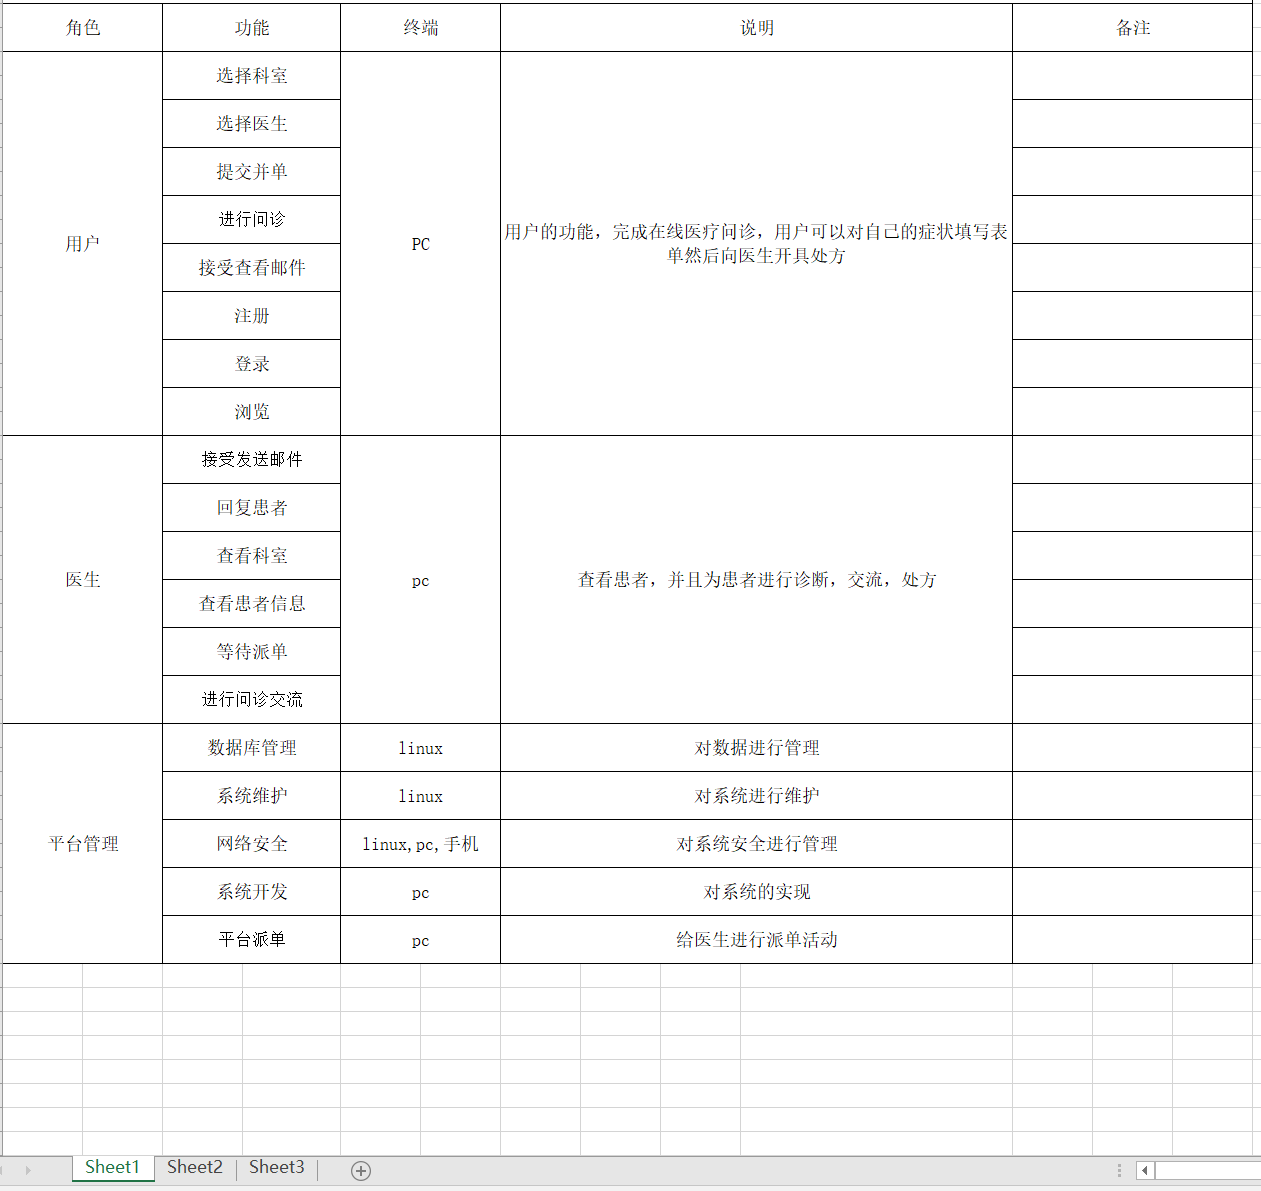 角色 功能 终端 说明 备注
选择科室
选择医生
提交并单
进行问诊
用户的功能，完成在线医疗问诊，用户可以对自己的症状填写表
用户 PC
单然后向医生开具处方
接受查看邮件
注册
登录
浏览
接受发送邮件
回复患者
查看科室
医生 pc 查看患者，并且为患者进行诊断，交流，处方
查看患者信息
等待派单
进行问诊交流
数据库管理 linux 对数据进行管理
系统维护 linux 对系统进行维护
平台管理 网络安全 linux,pc,手机 对系统安全进行管理
系统开发 pc 对系统的实现
平台派单 pc 给医生进行派单活动
Sheet1 Sheet2 Sheet3